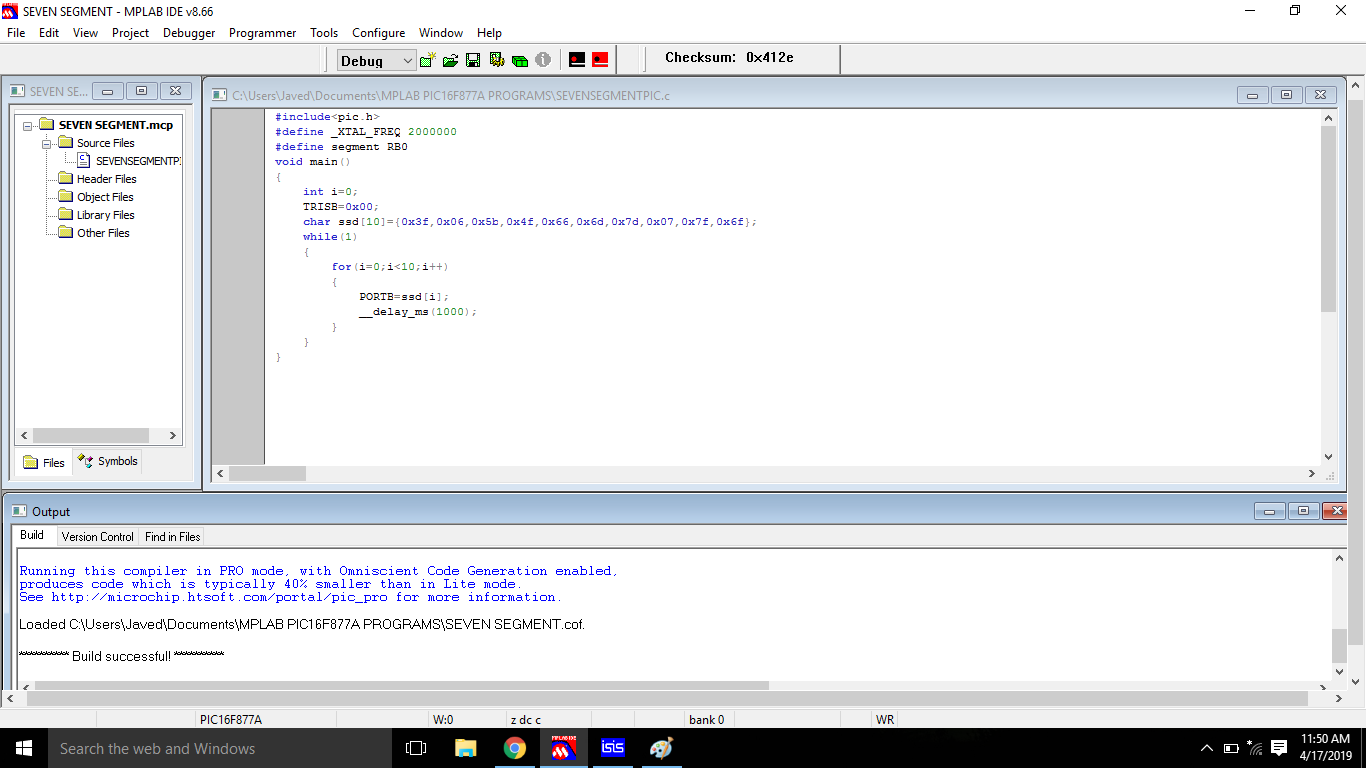 SEVEN SEGMENT - MPLAB IDE v8.66
File Edit View Project Debugger Programmer Tools Configure Window Help
Debug
Checksum: 0x412e
SEVEN SE...
SEVEN SEGMENT.mcp
Source Files
SEVENSEGMENTP
Header Files
Object Files
Library Files
Other Files
Files
Symbols
C:\Users\Javed\Documents\MPLAB PIC16F877A PROGRAMS\SEVENSEGMENTPIC.c
#include<pic.h>
#define _XTAL_FREQ 2000000
#define segment RB0
void main()
{
int i=0;
TRISB=0x00;
char ssd[10]={0x3f,0x06,0x5b,0x4f,0x66,0x6d,0x7d,0x07,0x7f,0x6f};
while(1)
{
for(i=0;i<10;i++)
{
PORTB=ssd[i];
__delay_ms(1000);
}
}
}
Output
Build Version Control Find in Files
Running this compiler in PRO mode, with Omniscient Code Generation enabled,
produces code which is typically 40% smaller than in Lite mode.
See http://microchip.htsoft.com/portal/pic_pro for more information.
Loaded C:\Users\Javed\Documents\MPLAB PIC16F877A PROGRAMS\SEVEN SEGMENT.cof.
********** Build successful! **********
PIC16F877A W:0 z dc c bank 0 WR
Search the web and Windows
MPLAB IDE
isis
11:50 AM
4/17/2019